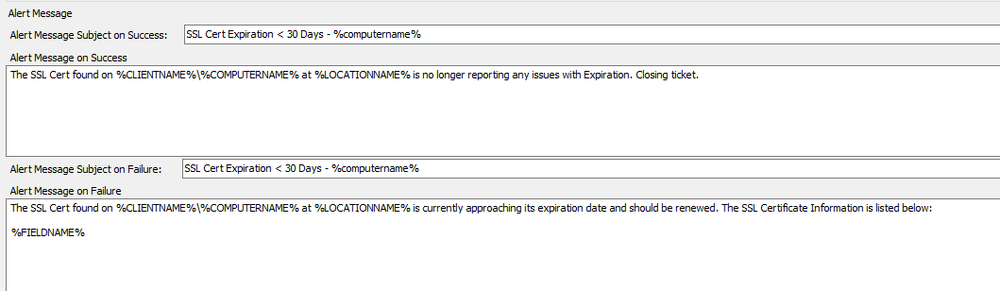 Alert Message
Alert Message Subject on Success: SSL Cert Expiration < 30 Days - %computername%
Alert Message on Success
The SSL Cert found on %CLIENTNAME%\%COMPUTERNAME% at %LOCATIONNAME% is no longer reporting any issues with Expiration. Closing ticket.
Alert Message Subject on Failure: SSL Cert Expiration < 30 Days - %computername%
Alert Message on Failure
The SSL Cert found on %CLIENTNAME%\%COMPUTERNAME% at %LOCATIONNAME% is currently approaching its expiration date and should be renewed. The SSL Certificate Information is listed below:
%FIELDNAME%